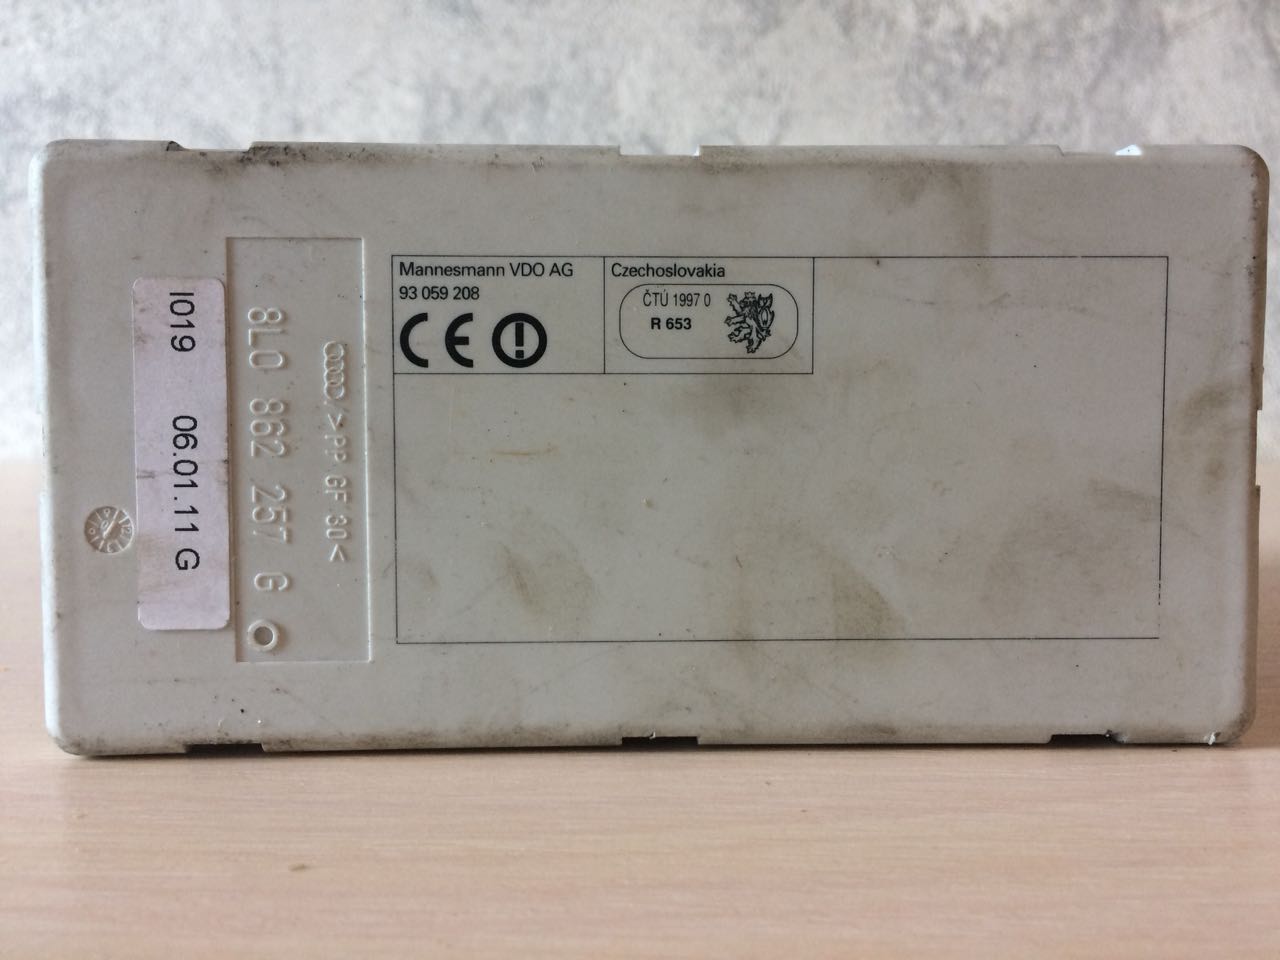 Mannesmann VDO AG
93 059 208
CE
Czechoslovakia
ČTÚ 1997 0
R 653
I019 06.01.11 G
8L0 862 257 G
>PP GF 30<